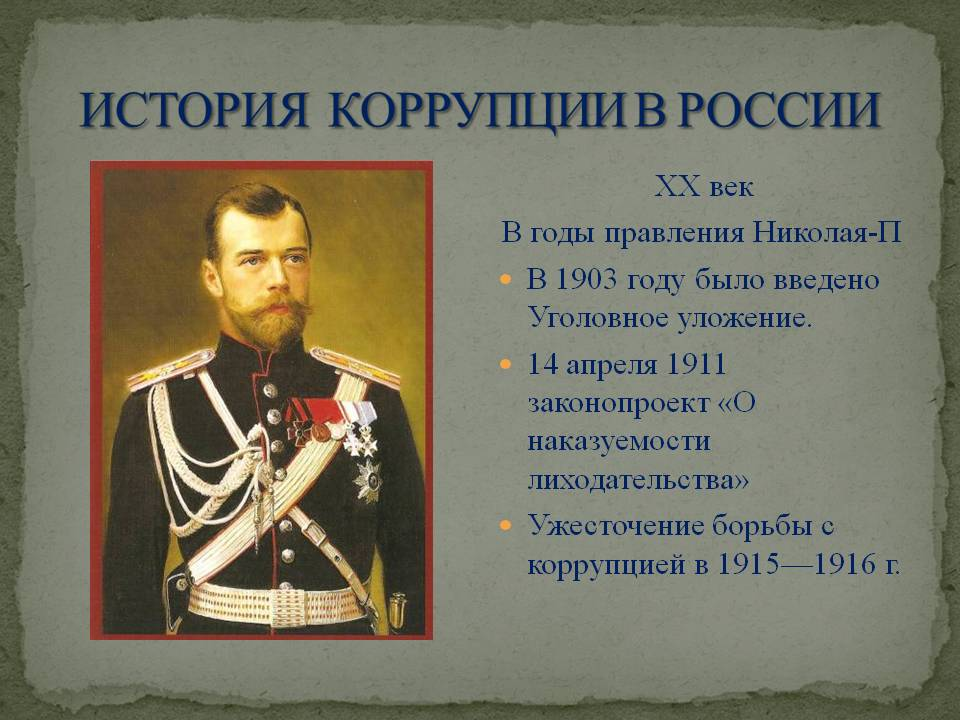 ИСТОРИЯ КОРРУПЦИИ В РОССИИ
XX век
В годы правления Николая-П
• В 1903 году было введено
Уголовное уложение.
• 14 апреля 1911
законопроект «О
наказуемости
лиходательства»
• Ужесточение борьбы с
коррупцией в 1915—1916 г.